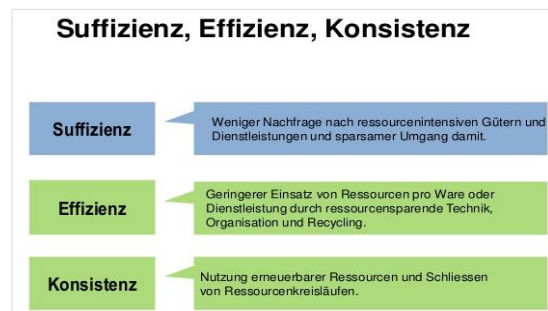 Suffizienz, Effizienz, Konsistenz
Suffizienz
Weniger Nachfrage nach ressourcenintensiven Gütern und
Dienstleistungen und sparsamer Umgang damit.
Effizienz
Geringerer Einsatz von Ressourcen pro Ware oder
Dienstleistung durch ressourcensparende Technik,
Organisation und Recycling.
Konsistenz
Nutzung erneuerbarer Ressourcen und Schliessen
von Ressourcenkreisläufen.